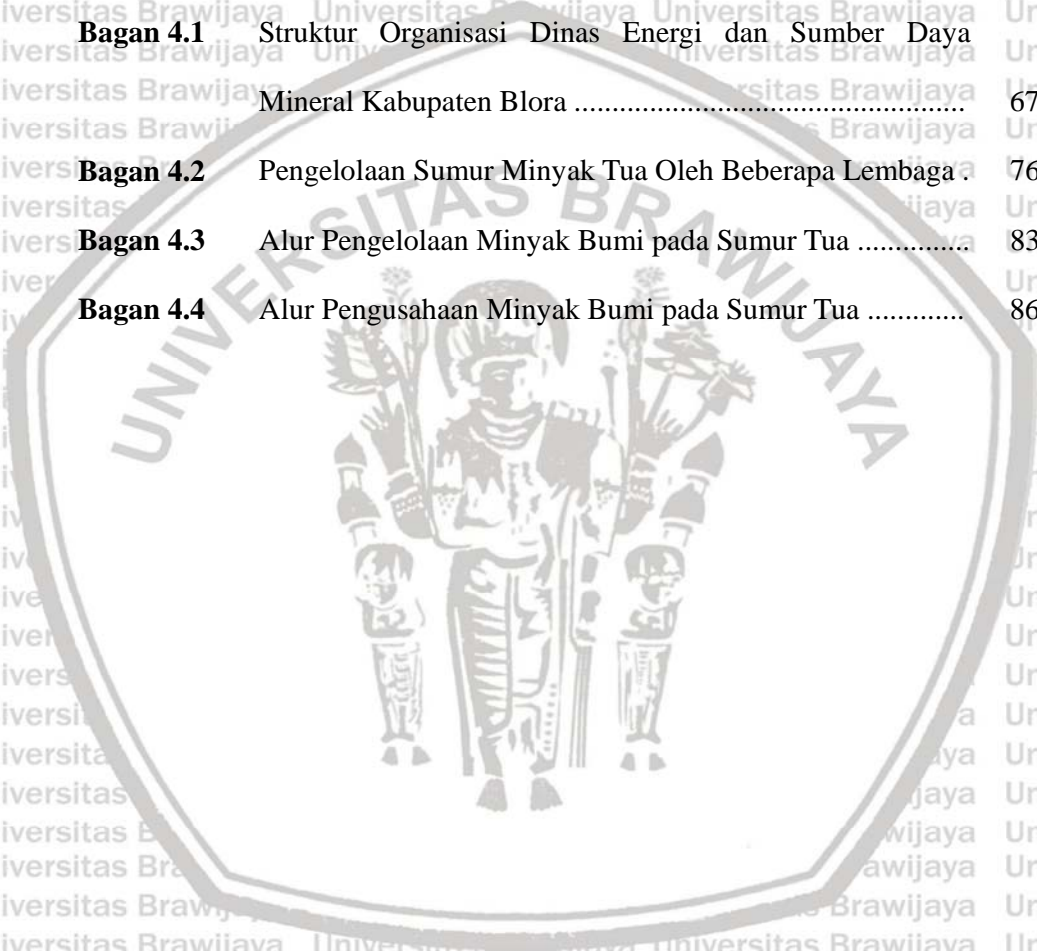 Bagan 4.1 Struktur Organisasi Dinas Energi dan Sumber Daya
Mineral Kabupaten Blora .................................................... 67
Bagan 4.2 Pengelolaan Sumur Minyak Tua Oleh Beberapa Lembaga . 76
Bagan 4.3 Alur Pengelolaan Minyak Bumi pada Sumur Tua ............... 83
Bagan 4.4 Alur Pengusahaan Minyak Bumi pada Sumur Tua ............. 86
UNIVERSITAS BRAWIJAYA